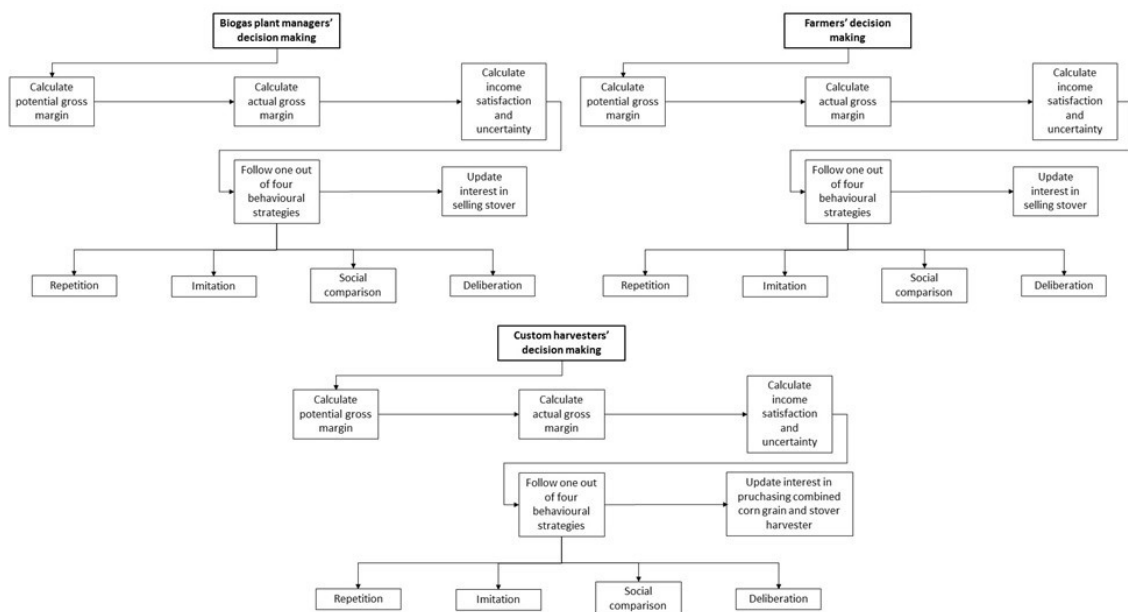 Biogas plant managers'
decision making
Calculate
potential gross
margin
Calculate
actual gross
margin
Calculate
income
satisfaction
and
uncertainty
Follow one out
of four
behavioural
strategies
Update
interest in
selling stover
Repetition
Imitation
Social
comparison
Deliberation
Farmers' decision
making
Calculate
potential gross
margin
Calculate
actual gross
margin
Calculate
income
satisfaction
and
uncertainty
Follow one out
of four
behavioural
strategies
Update
interest in
selling stover
Repetition
Imitation
Social
comparison
Deliberation
Custom harvesters'
decision making
Calculate
potential gross
margin
Calculate
actual gross
margin
Calculate
income
satisfaction
and
uncertainty
Follow one out
of four
behavioural
strategies
Update interest in
pruchasing combined
corn grain and stover
harvester
Repetition
Imitation
Social
comparison
Deliberation